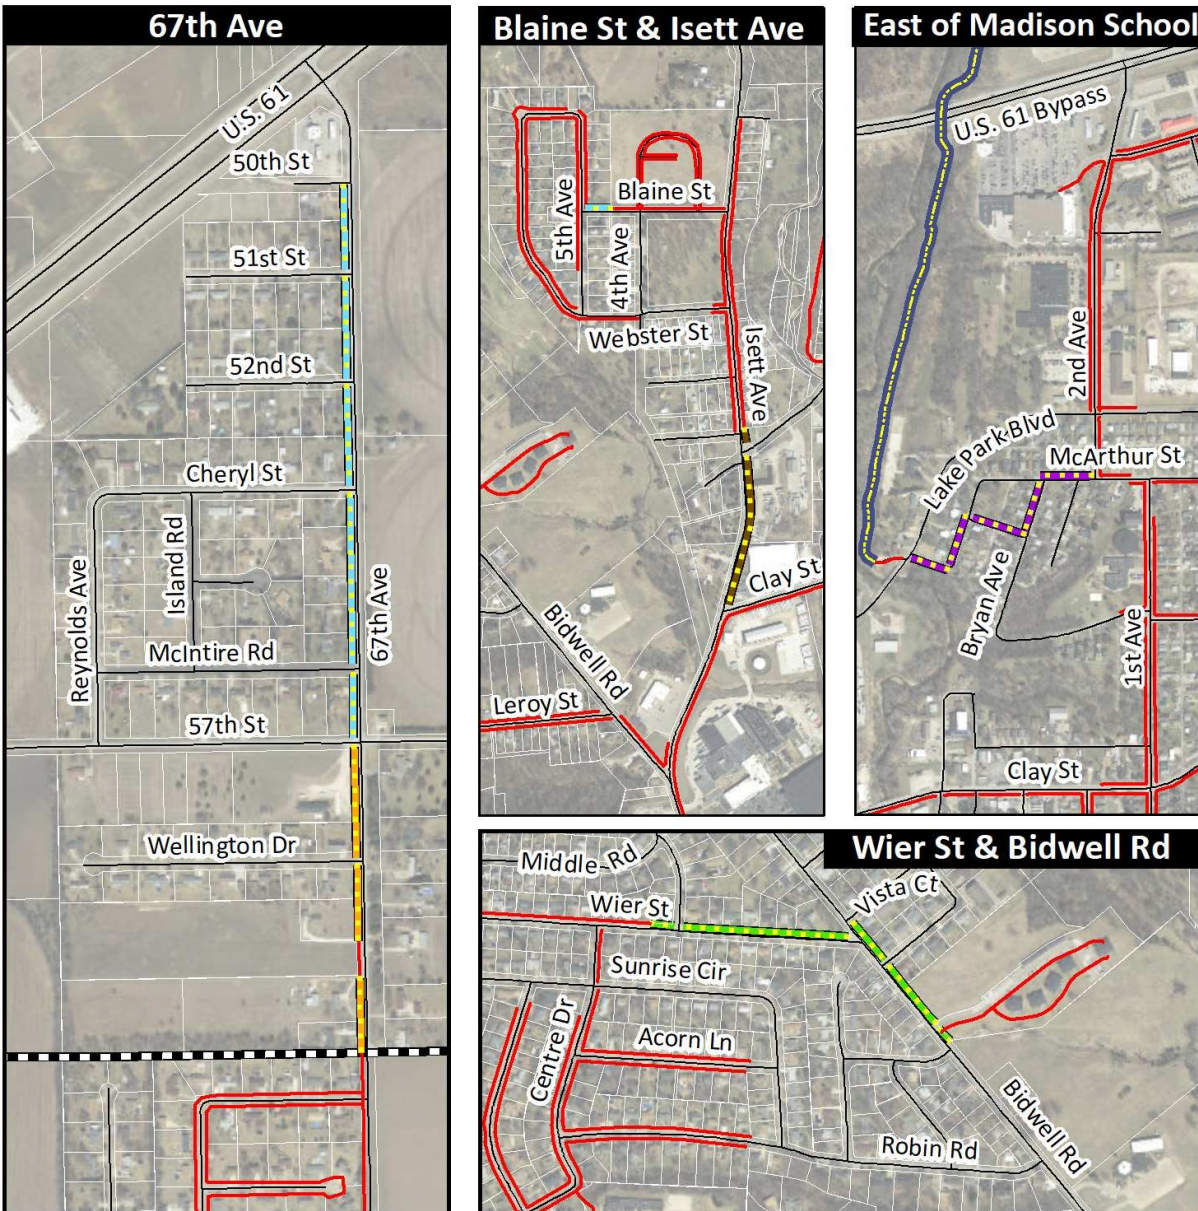 67th Ave
U.S. 61
50th St
51st St
52nd St
Cheryl St
Island Rd
Reynolds Ave
67th Ave
McIntire Rd
57th St
Wellington Dr
Blaine St & Isett Ave
Blaine St
5th Ave
4th Ave
Webster St
Isett Ave
Clay St
Bidwell Rd
Leroy St
East of Madison School
U.S. 61 Bypass
2nd Ave
Lake Park Blvd
McArthur St
Bryan Ave
1st Ave
Clay St
Wier St & Bidwell Rd
Middle Rd
Vista Ct
Wier St
Sunrise Cir
Centre Dr
Acorn Ln
Bidwell Rd
Robin Rd